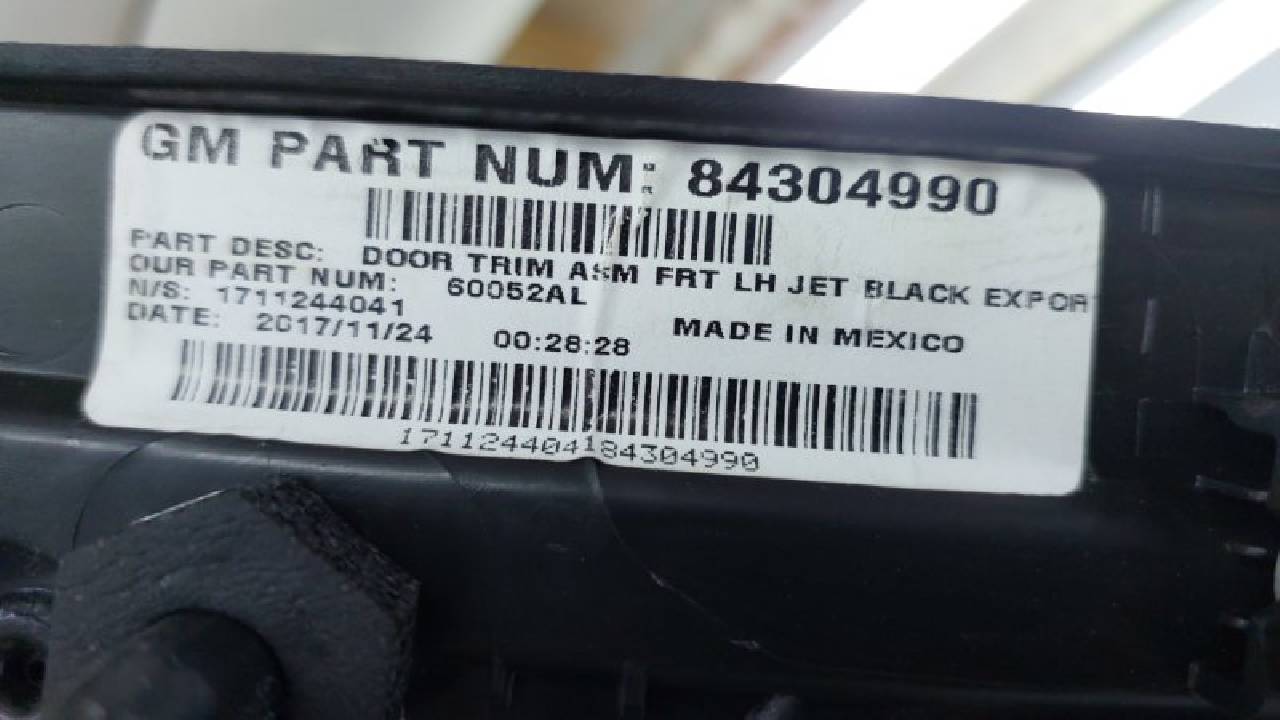 GM PART NUM: 84304990
PART DESC: DOOR TRIM ASM FRT LH JET BLACK EXPOR
OUR PART NUM: 60052AL
N/S: 1711244041
DATE: 2017/11/24 00:28:28 MADE IN MEXICO
171124404184304990